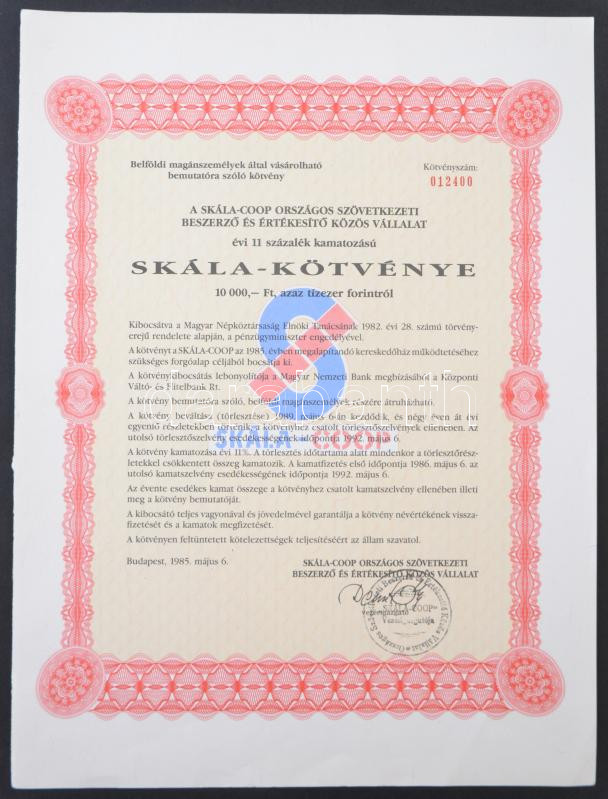 Belföldi magánszemélyek által vásárolható
bemutatóra szóló kötvény
Kötvényszám:
012400
A SKÁLA-COOP ORSZÁGOS SZÖVETKEZETI
BESZERZŐ ÉS ÉRTÉKESÍTŐ KÖZÖS VÁLLALAT
évi 11 százalék kamatozású
SKÁLA-KÖTVÉNYE
10 000,— Ft, azaz tízezer forintról
Kibocsátva a Magyar Népköztársaság Elnöki Tanácsának 1982. évi 28. számú törvény-
erejű rendelete alapján, a pénzügyminiszter engedélyével.
A kötvényt a SKÁLA-COOP az 1985. évben megalapítandó kereskedőház működtetéséhez
szükséges forgóalap céljából bocsátja ki.
A kötvénykibocsátás lebonyolítója a Magyar Nemzeti Bank megbízásából a Központi
Váltó- és Hitelbank Rt.
A kötvény bemutatóra szóló, belföldi magánszemélyek részére átruházható.
A kötvény beváltása (törlesztése) 1989. május 6-án kezdődik, és négy éven át évi
egyenlő részletekben történik a kötvényhez csatolt törlesztőszelvények ellenében. Az
utolsó törlesztőszelvény esedékességének időpontja 1992. május 6.
A kötvény kamatozása évi 11%. A törlesztés időtartama alatt mindenkor a törlesztőrész-
letekkel csökkentett összeg kamatozik. A kamatfizetés első időpontja 1986. május 6. az
utolsó kamatszelvény esedékességének időpontja 1992. május 6.
Az évente esedékes kamat összege a kötvényhez csatolt kamatszelvény ellenében illeti
meg a kötvény bemutatóját.
A kibocsátó teljes vagyonával és jövedelmével garantálja a kötvény névértékének vissza-
fizetését és a kamatok megfizetését.
A kötvényen feltüntetett kötelezettségek teljesítéséért az állam szavatol.
SKÁLA-COOP
Budapest, 1985. május 6.
SKÁLA-COOP ORSZÁGOS SZÖVETKEZETI
BESZERZŐ ÉS ÉRTÉKESÍTŐ KÖZÖS VÁLLALAT
vezérigazgató
"SKÁLA-COOP"